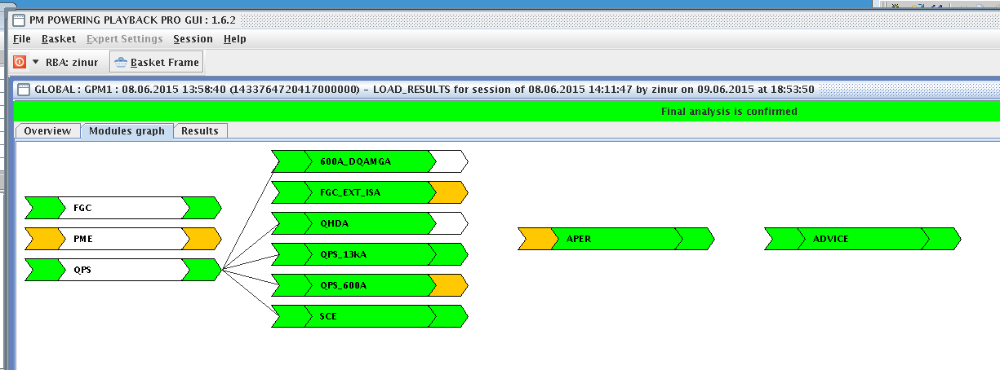 PM POWERING PLAYBACK PRO GUI : 1.6.2
File Basket Expert Settings Session Help
RBA: zinur Basket Frame
GLOBAL : GPM1 : 08.06.2015 13:58:40 (1433764720417000000) – LOAD_RESULTS for session of 08.06.2015 14:11:47 by zinur on 09.06.2015 at 18:53:50
Final analysis is confirmed
Overview Modules graph Results
FGC
PME
QPS
600A_DQAMGA
FGC_EXT_ISA
QHDA
QPS_13kA
QPS_600A
SCE
APER
ADVICE